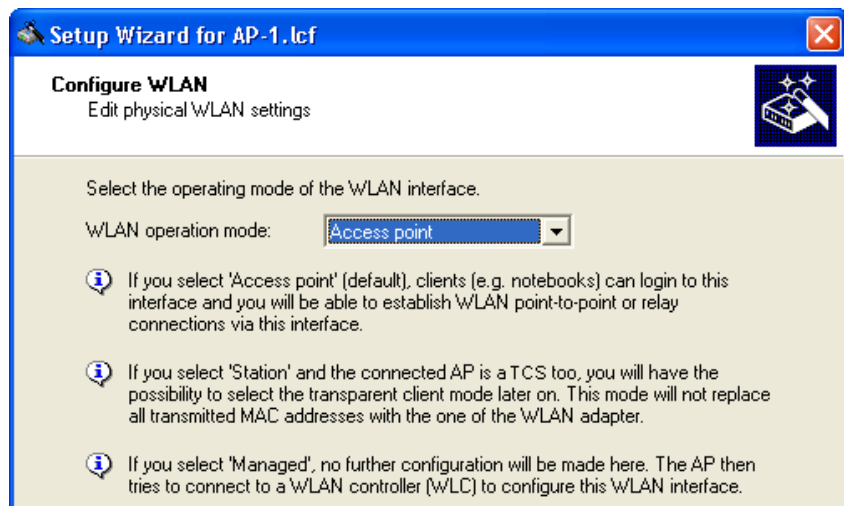 Setup Wizard for AP-1.lcf
Configure WLAN
Edit physical WLAN settings
Select the operating mode of the WLAN interface.
WLAN operation mode: Access point
If you select 'Access point' (default), clients (e.g. notebooks) can login to this
interface and you will be able to establish WLAN point-to-point or relay
connections via this interface.
If you select 'Station' and the connected AP is a TCS too, you will have the
possibility to select the transparent client mode later on. This mode will not replace
all transmitted MAC addresses with the one of the WLAN adapter.
If you select 'Managed', no further configuration will be made here. The AP then
tries to connect to a WLAN controller (WLC) to configure this WLAN interface.